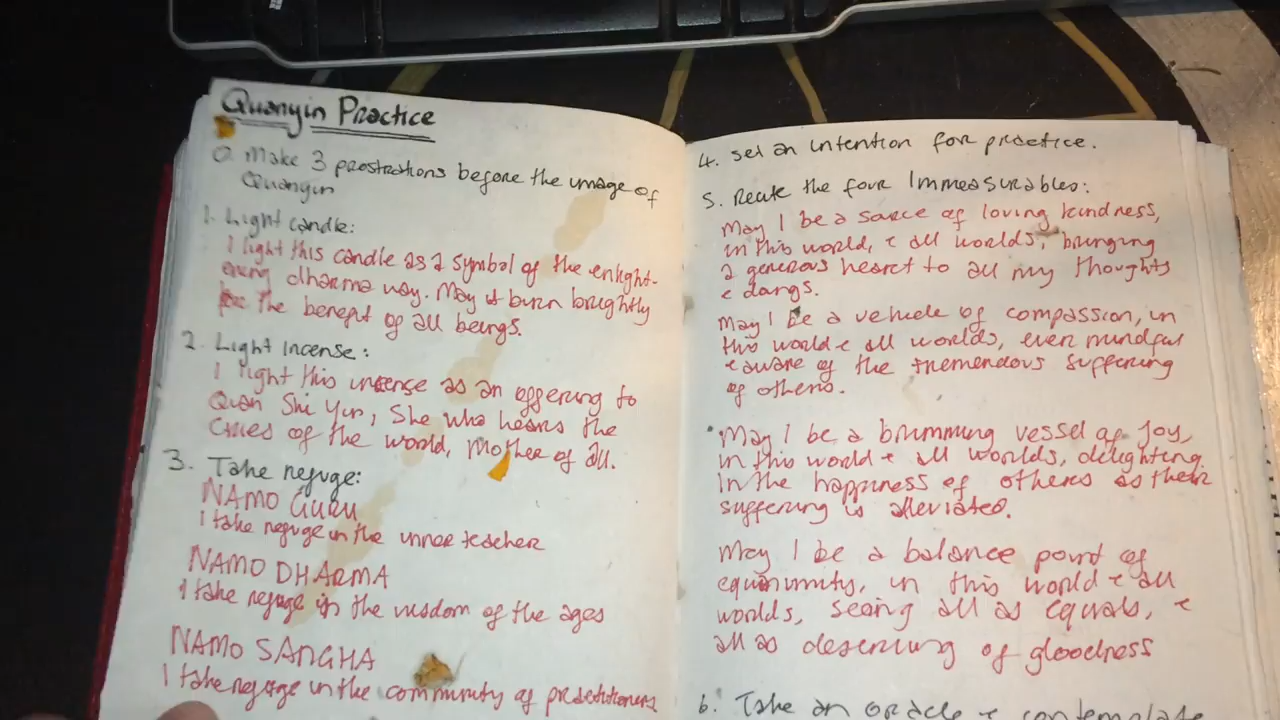 Quanyin Practice
0. Make 3 prostrations before the image of
Quanyin
1. Light candle:
I light this candle as a symbol of the enlight-
ening dharma way. May it burn brightly
for the benefit of all beings.
2. Light incense:
I light this incense as an offering to
Quan Shi Yin, She who hears the
cries of the world, Mother of all.
3. Take refuge:
NAMO GURU
I take refuge in the inner teacher
NAMO DHARMA
I take refuge in the wisdom of the ages
NAMO SANGHA
I take refuge in the community of practitioners
4. Set an intention for practice.
5. Recite the four Immeasurables:
May I be a source of loving kindness,
in this world, & all worlds, bringing
a generous heart to all my thoughts
&
May I be a vehicle of compassion, in
this world & all worlds, ever mindful
& aware of the tremendous suffering
of others.
May I be a brimming vessel of Joy,
in this world & all worlds, delighting
in the happiness of others as their
suffering is alleviated.
May I be a balance point of
in this world & all
worlds, seeing all as equals, &
all as deserving of gloodness
6. Take an oracle & contemplate